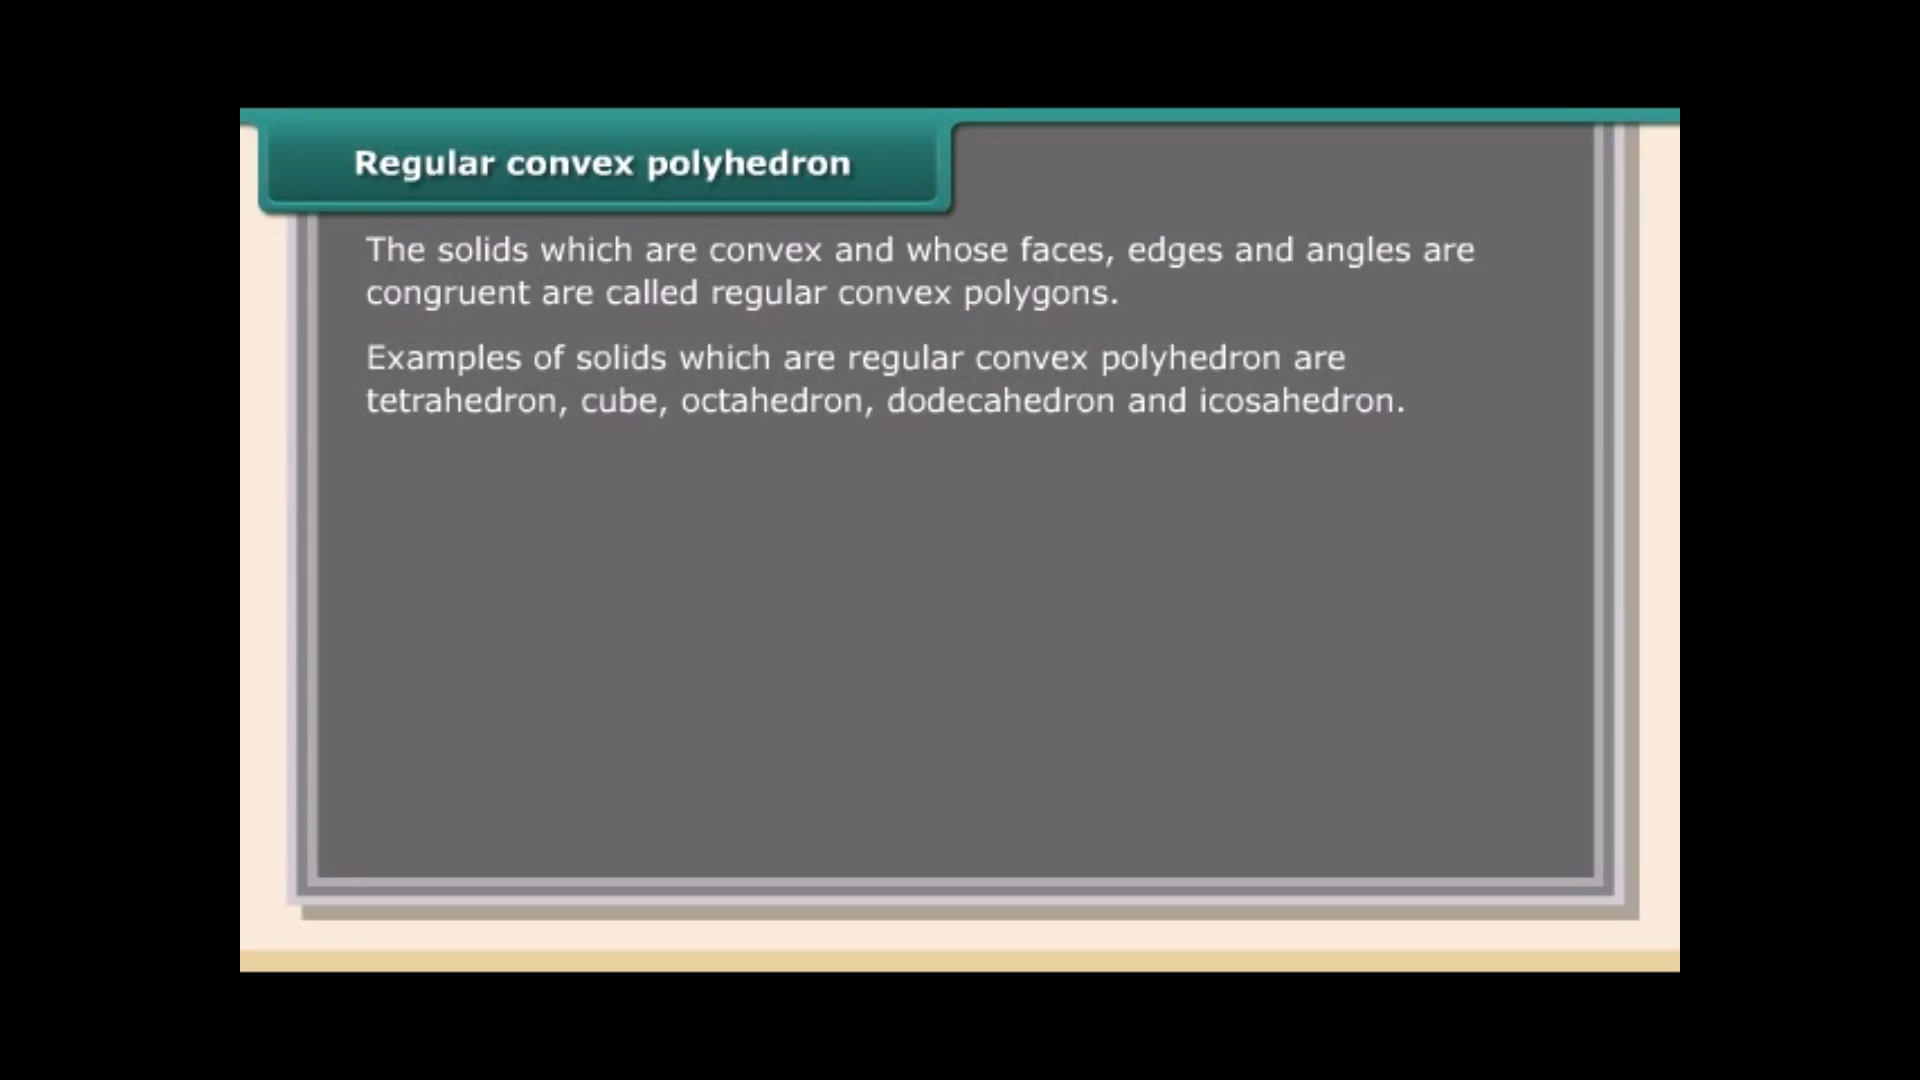 Regular convex polyhedron
The solids which are convex and whose faces, edges and angles are
congruent are called regular convex polygons.
Examples of solids which are regular convex polyhedron are
tetrahedron, cube, octahedron, dodecahedron and icosahedron.